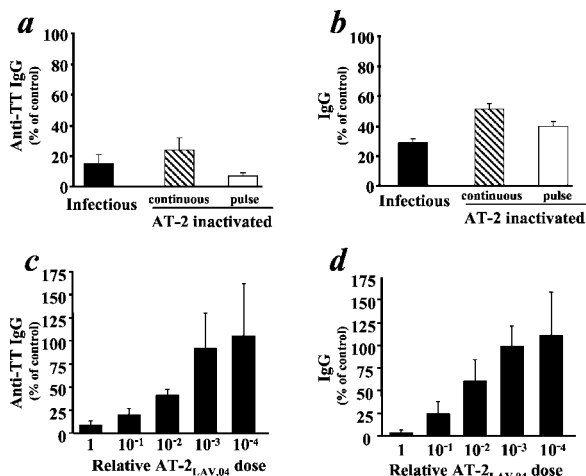 a
Anti-TT IgG
(% of control)
100
80
60
40
20
0
Infectious
continuous
pulse
AT-2 inactivated
b
IgG
(% of control)
100
80
60
40
20
0
Infectious
continuous
pulse
AT-2 inactivated
c
Anti-TT IgG
(% of control)
175
150
125
100
75
50
25
0
1 10⁻¹ 10⁻² 10⁻³ 10⁻⁴
Relative AT-2LAV.04 dose
d
IgG
(% of control)
175
150
125
100
75
50
25
0
1 10⁻¹ 10⁻² 10⁻³ 10⁻⁴
Relative AT-2LAV.04 dose